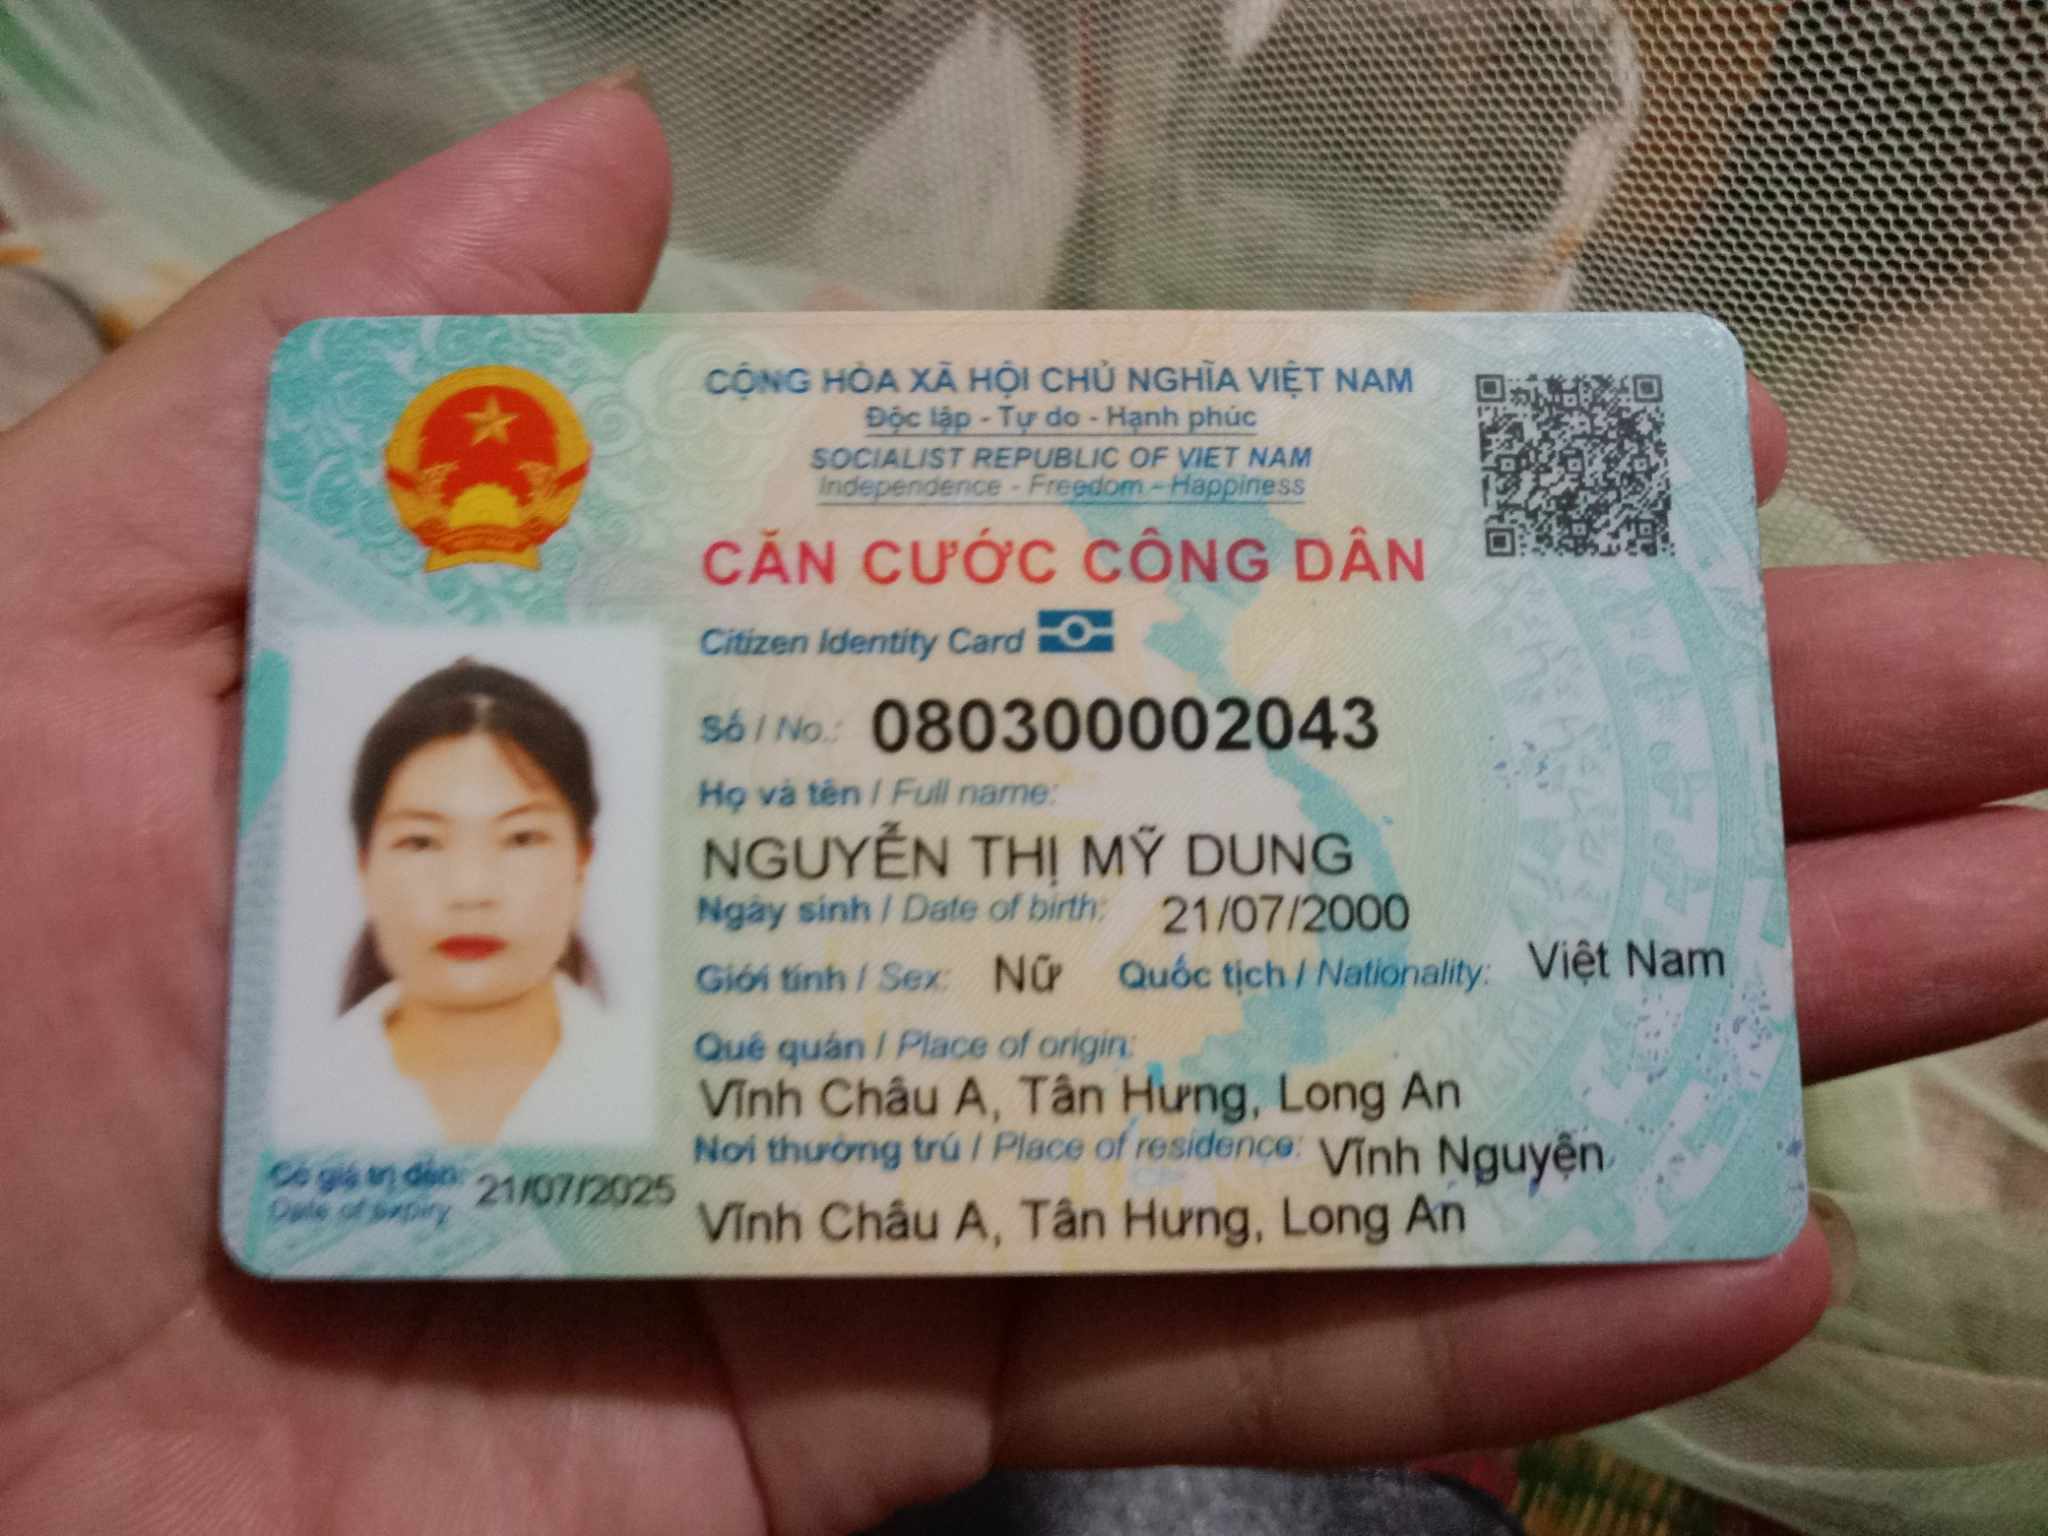 CỘNG HÒA XÃ HỘI CHỦ NGHĨA VIỆT NAM
Độc lập - Tự do - Hạnh phúc
SOCIALIST REPUBLIC OF VIET NAM
Independence - Freedom - Happiness
CĂN CƯỚC CÔNG DÂN
Citizen Identity Card
Số / No.: 080300002043
Họ và tên / Full name:
NGUYỄN THỊ MỸ DUNG
Ngày sinh / Date of birth: 21/07/2000
Giới tính / Sex: Nữ Quốc tịch / Nationality: Việt Nam
Quê quán / Place of origin:
Vĩnh Châu A, Tân Hưng, Long An
Nơi thường trú / Place of residence: Vĩnh Nguyện
Vĩnh Châu A, Tân Hưng, Long An
Có giá trị đến: 21/07/2025
Date of expiry